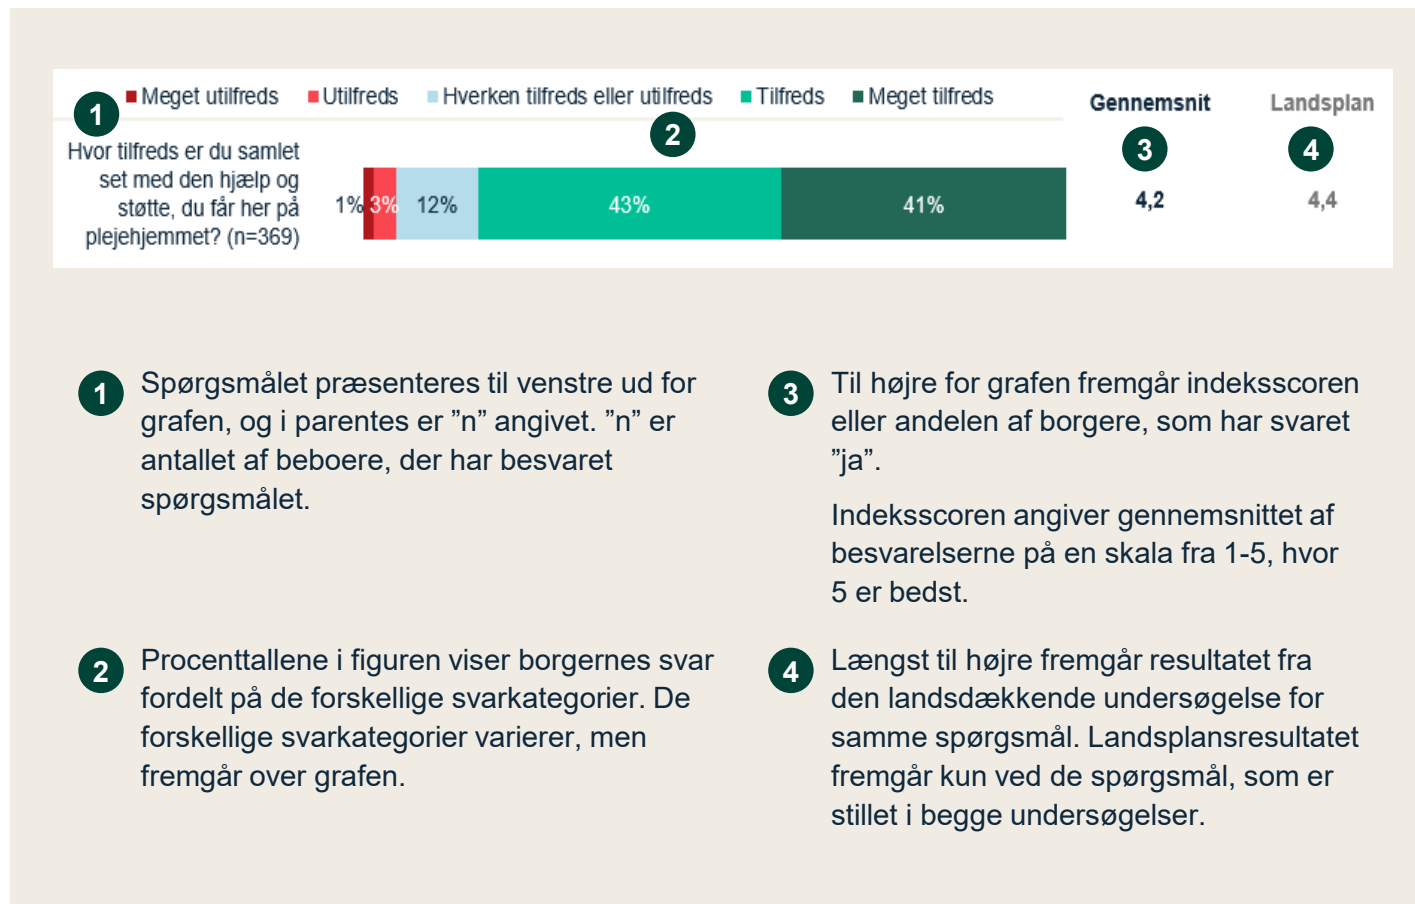 Meget utilfreds Utilfreds Hverken tilfreds eller utilfreds Tilfreds Meget tilfreds Gennemsnit Landsplan
1 2 3 4
Hvor tilfreds er du samlet
set med den hjælp og
støtte, du får her på
plejehjemmet? (n=369)
1% 3% 12% 43% 41% 4,2 4,4
1 Spørgsmålet præsenteres til venstre ud for
grafen, og i parentes er ”n” angivet. ”n” er
antallet af beboere, der har besvaret
spørgsmålet.
2 Procenttallene i figuren viser borgernes svar
fordelt på de forskellige svarkategorier. De
forskellige svarkategorier varierer, men
fremgår over grafen.
3 Til højre for grafen fremgår indeksscoren
eller andelen af borgere, som har svaret
”ja”.
Indeksscoren angiver gennemsnittet af
besvarelserne på en skala fra 1-5, hvor
5 er bedst.
4 Længst til højre fremgår resultatet fra
den landsdækkende undersøgelse for
samme spørgsmål. Landsplansresultatet
fremgår kun ved de spørgsmål, som er
stillet i begge undersøgelser.